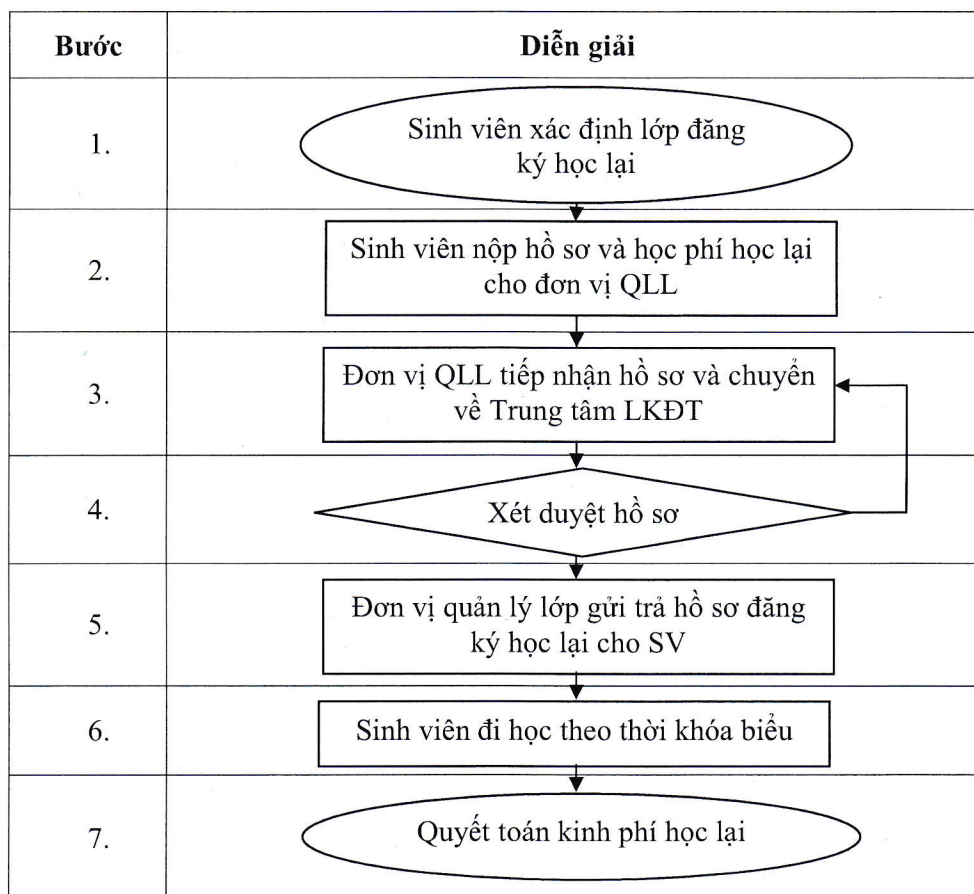 Bước
Diễn giải
1.
Sinh viên xác định lớp đăng
ký học lại
2.
Sinh viên nộp hồ sơ và học phí học lại
cho đơn vị QLL
3.
Đơn vị QLL tiếp nhận hồ sơ và chuyển
về Trung tâm LKĐT
4.
Xét duyệt hồ sơ
5.
Đơn vị quản lý lớp gửi trả hồ sơ đăng
ký học lại cho SV
6.
Sinh viên đi học theo thời khóa biểu
7.
Quyết toán kinh phí học lại